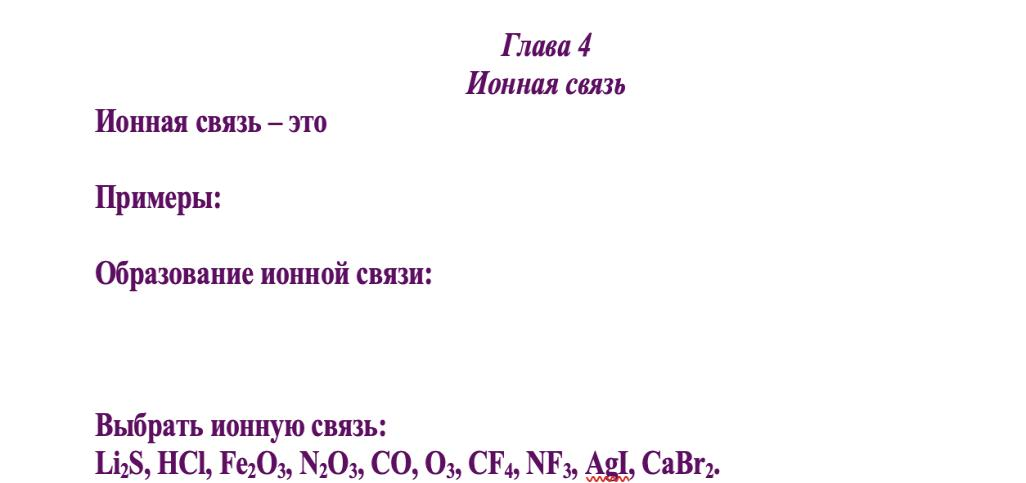 Глава 4
Ионная связь
Ионная связь – это
Примеры:
Образование ионной связи:
Выбрать ионную связь:
Li₂S, HCl, Fe₂O₃, N₂O₃, CO, O₃, CF₄, NF₃, AgI, CaBr₂.